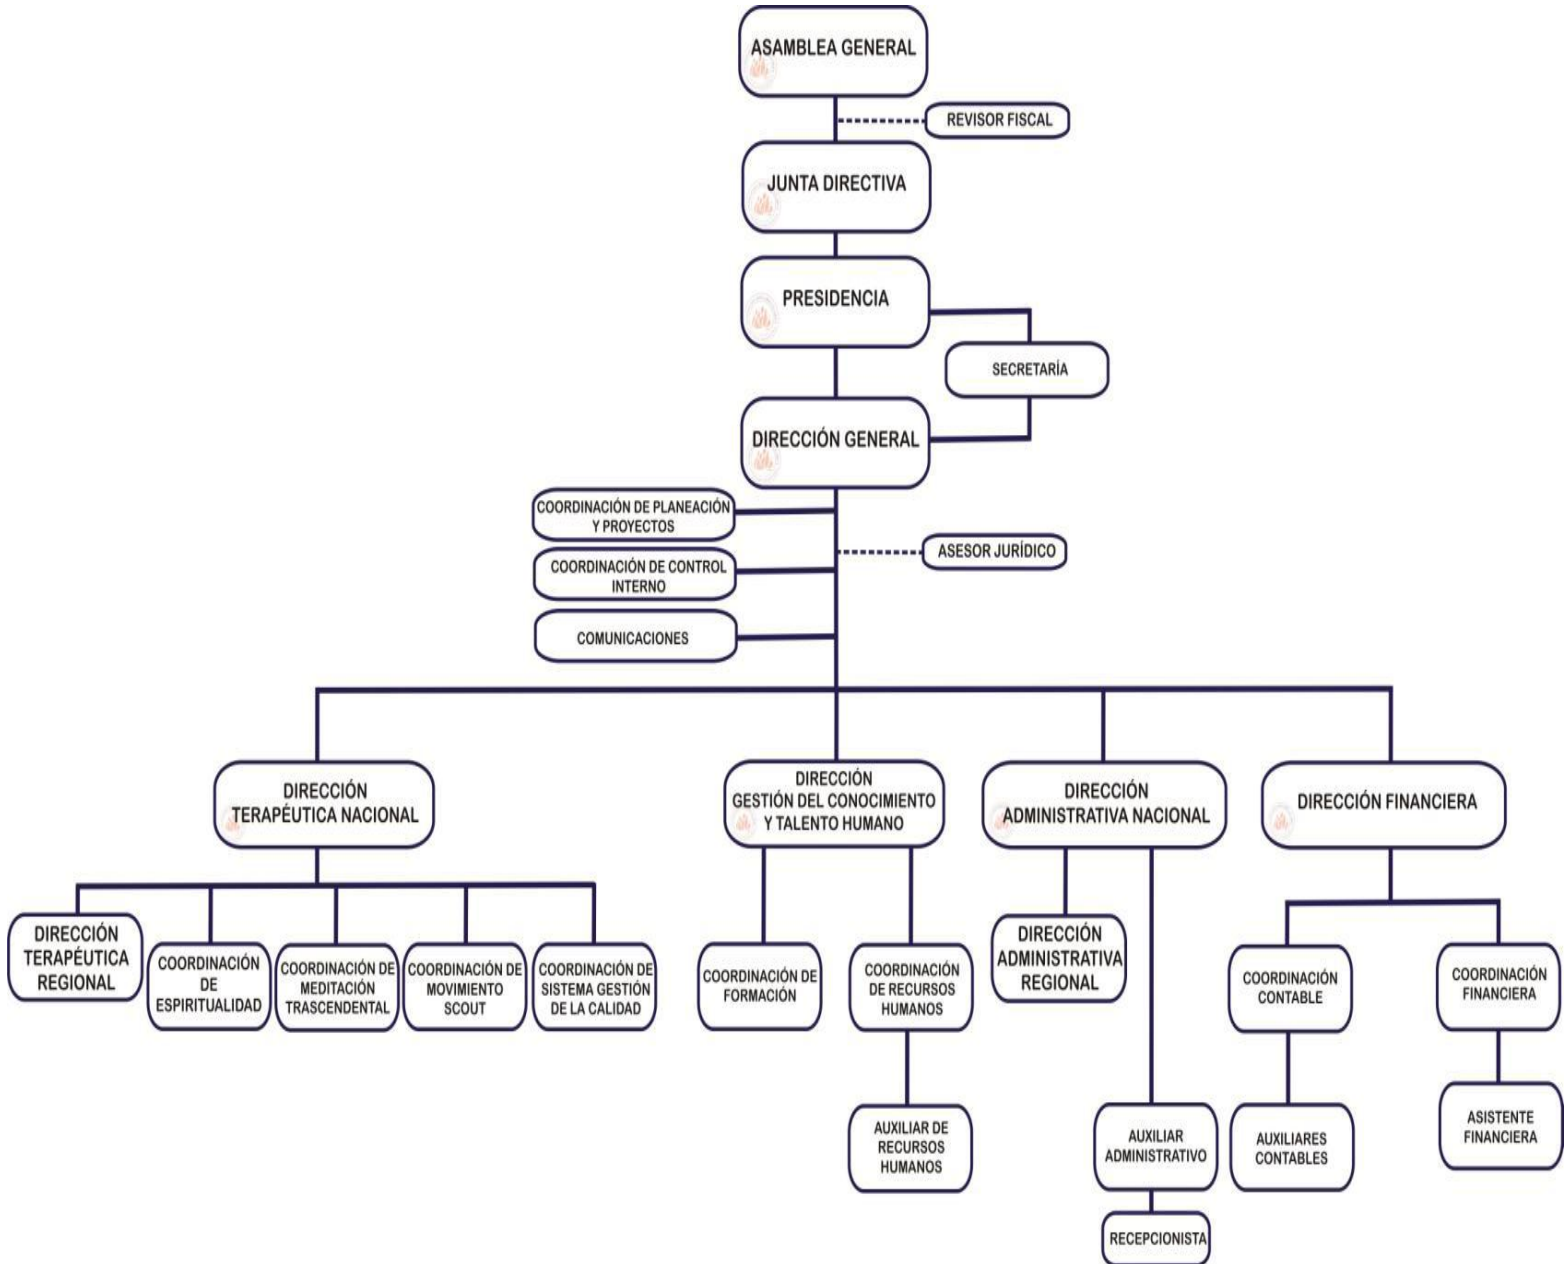 ASAMBLEA GENERAL
REVISOR FISCAL
JUNTA DIRECTIVA
PRESIDENCIA
SECRETARÍA
DIRECCIÓN GENERAL
COORDINACIÓN DE PLANEACIÓN
Y PROYECTOS
ASESOR JURÍDICO
COORDINACIÓN DE CONTROL
INTERNO
COMUNICACIONES
DIRECCIÓN
TERAPÉUTICA NACIONAL
DIRECCIÓN
GESTIÓN DEL CONOCIMIENTO
Y TALENTO HUMANO
DIRECCIÓN
ADMINISTRATIVA NACIONAL
DIRECCIÓN FINANCIERA
DIRECCIÓN
TERAPÉUTICA
REGIONAL
COORDINACIÓN
DE
ESPIRITUALIDAD
COORDINACIÓN DE
MEDITACIÓN
TRASCENDENTAL
COORDINACIÓN DE
MOVIMIENTO
SCOUT
COORDINACIÓN DE
SISTEMA GESTIÓN
DE LA CALIDAD
COORDINACIÓN DE
FORMACIÓN
COORDINACIÓN
DE RECURSOS
HUMANOS
DIRECCIÓN
ADMINISTRATIVA
REGIONAL
COORDINACIÓN
CONTABLE
COORDINACIÓN
FINANCIERA
AUXILIAR DE
RECURSOS
HUMANOS
AUXILIAR
ADMINISTRATIVO
AUXILIARES
CONTABLES
ASISTENTE
FINANCIERA
RECEPCIONISTA